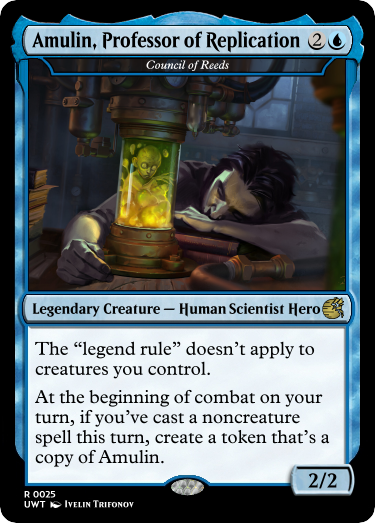 Amulin, Professor of Replication 2
Council of Reeds
Legendary Creature — Human Scientist Hero
The “legend rule” doesn’t apply to
creatures you control.
At the beginning of combat on your
turn, if you’ve cast a noncreature
spell this turn, create a token that’s a
copy of Amulin.
2/2
R 0025
UWT Ivelin Trifonov